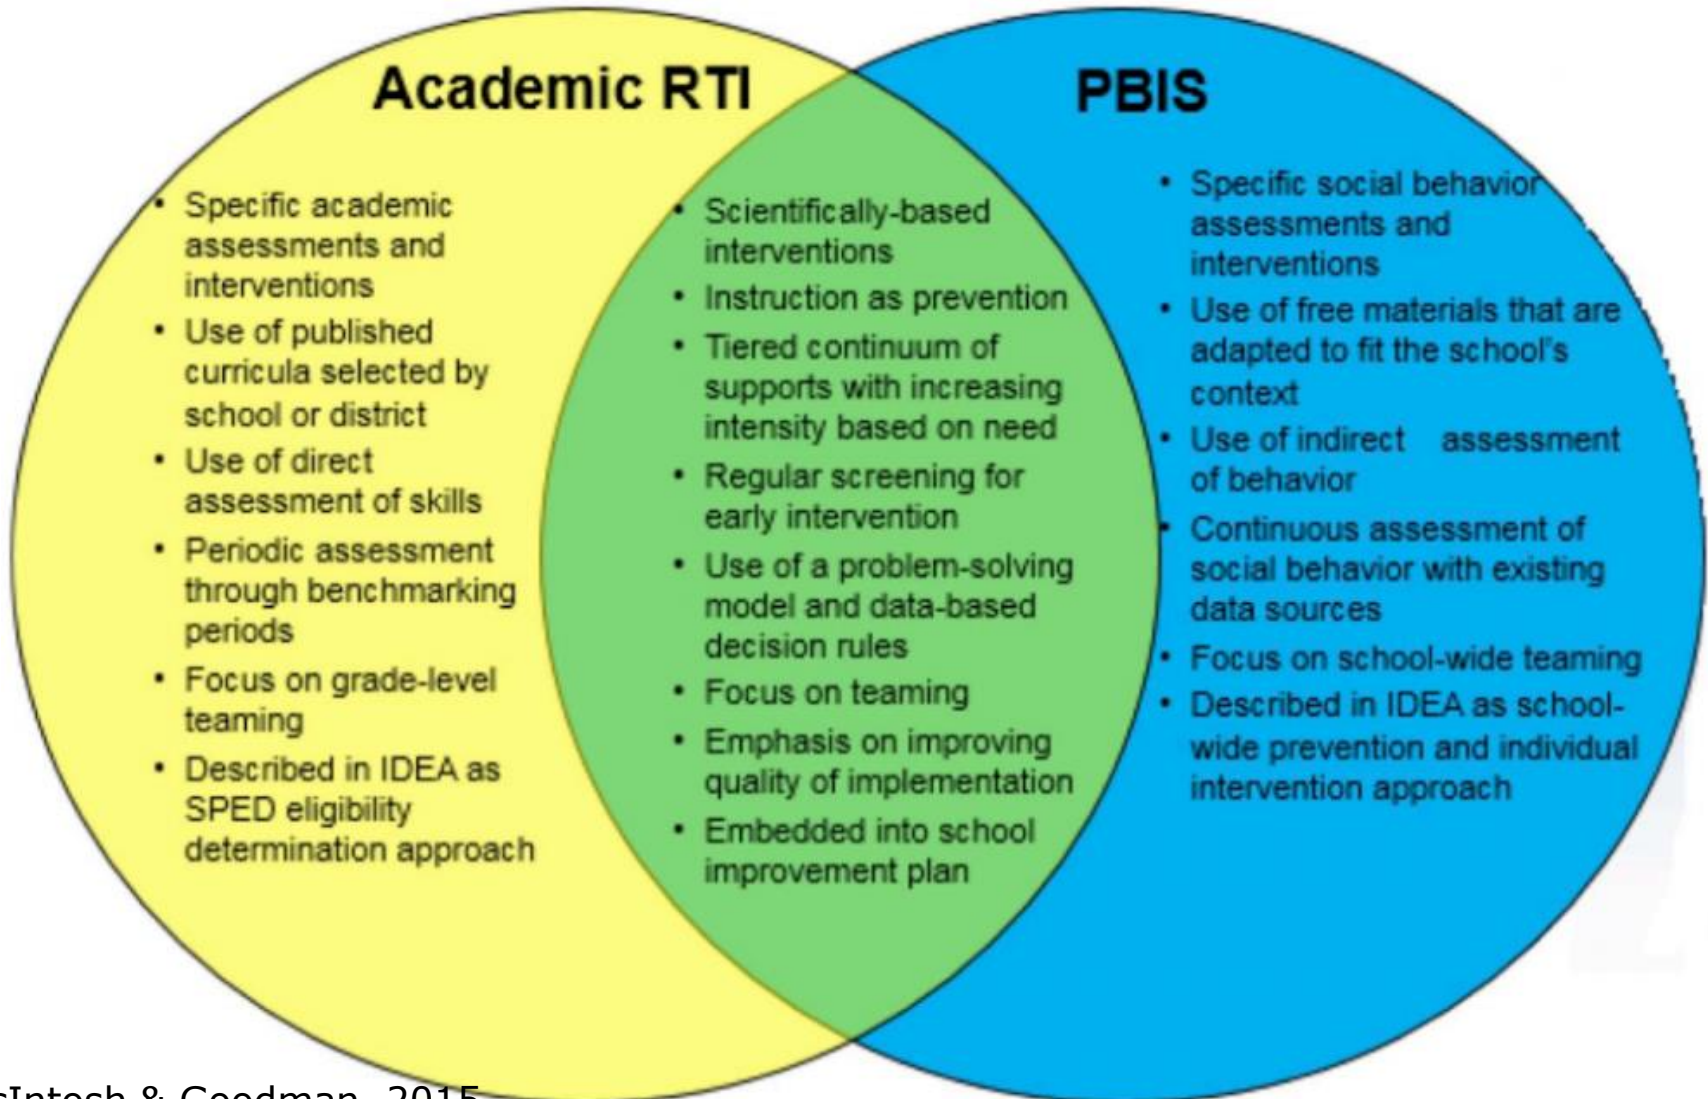 Academic RTI
• Specific academic
assessments and
interventions
• Use of published
curricula selected by
school or district
• Use of direct
assessment of skills
• Periodic assessment
through benchmarking
periods
• Focus on grade-level
teaming
• Described in IDEA as
SPED eligibility
determination approach
• Scientifically-based
interventions
• Instruction as prevention
• Tiered continuum of
supports with increasing
intensity based on need
• Regular screening for
early intervention
• Use of a problem-solving
model and data-based
decision rules
• Focus on teaming
• Emphasis on improving
quality of implementation
• Embedded into school
improvement plan
PBIS
• Specific social behavior
assessments and
interventions
• Use of free materials that are
adapted to fit the school's
context
• Use of indirect assessment
of behavior
• Continuous assessment of
social behavior with existing
data sources
• Focus on school-wide teaming
• Described in IDEA as school-
wide prevention and individual
intervention approach
cIntosh & Goodman, 2015